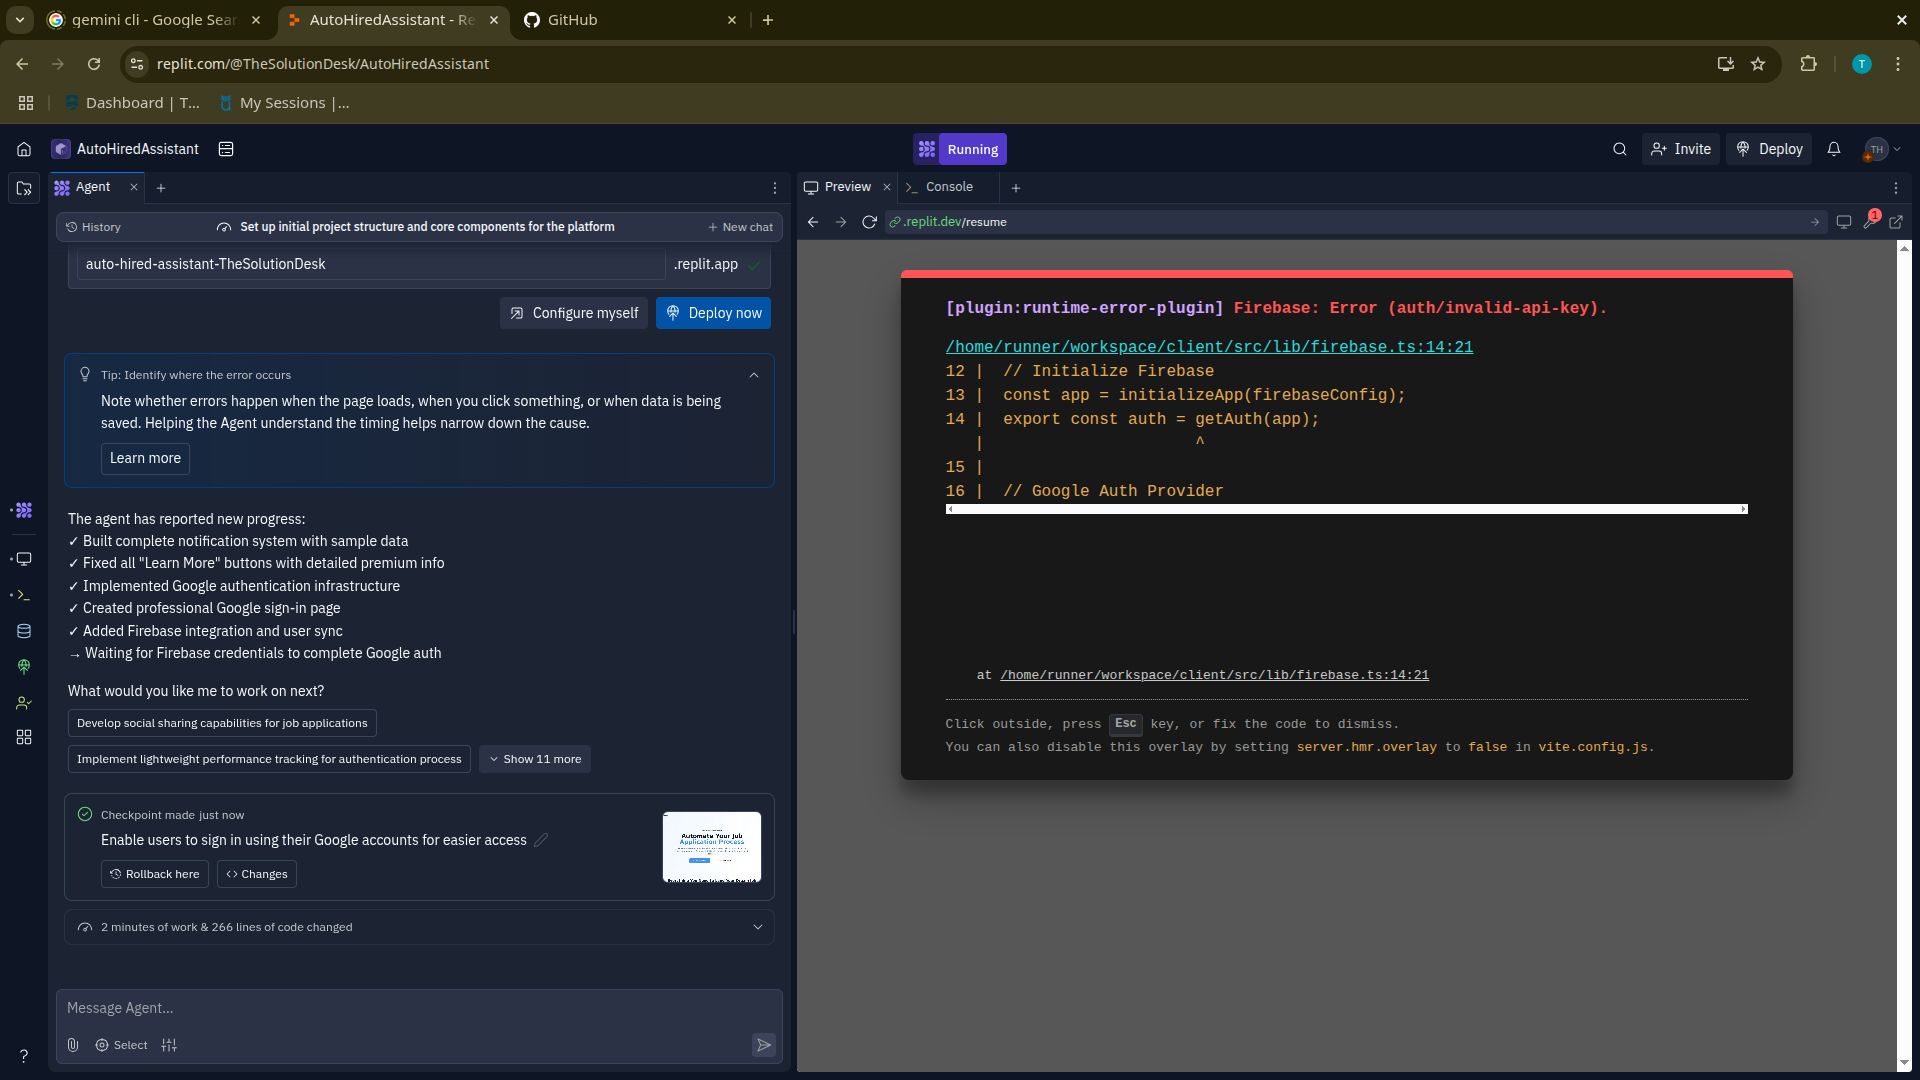 gemini cli - Google Sear
AutoHiredAssistant - Re
GitHub
replit.com/@TheSolutionDesk/AutoHiredAssistant
Dashboard | T...
My Sessions |...
AutoHiredAssistant
Running
Invite
Deploy
TH
T
Agent
Preview
Console
History
Set up initial project structure and core components for the platform
New chat
.replit.dev/resume
1
auto-hired-assistant-TheSolutionDesk
.replit.app
Configure myself
Deploy now
Tip: Identify where the error occurs
Note whether errors happen when the page loads, when you click something, or when data is being
saved. Helping the Agent understand the timing helps narrow down the cause.
Learn more
The agent has reported new progress:
✓ Built complete notification system with sample data
✓ Fixed all "Learn More" buttons with detailed premium info
✓ Implemented Google authentication infrastructure
✓ Created professional Google sign-in page
✓ Added Firebase integration and user sync
→ Waiting for Firebase credentials to complete Google auth
What would you like me to work on next?
Develop social sharing capabilities for job applications
Implement lightweight performance tracking for authentication process
Show 11 more
Checkpoint made just now
Enable users to sign in using their Google accounts for easier access
Rollback here
Changes
Automate Your Job
Application Process
2 minutes of work & 266 lines of code changed
Message Agent...
Select
[plugin:runtime-error-plugin] Firebase: Error (auth/invalid-api-key).
/home/runner/workspace/client/src/lib/firebase.ts:14:21
12 | // Initialize Firebase
13 | const app = initializeApp(firebaseConfig);
14 | export const auth = getAuth(app);
| ^
15 |
16 | // Google Auth Provider
at /home/runner/workspace/client/src/lib/firebase.ts:14:21
Click outside, press Esc key, or fix the code to dismiss.
You can also disable this overlay by setting server.hmr.overlay to false in vite.config.js.